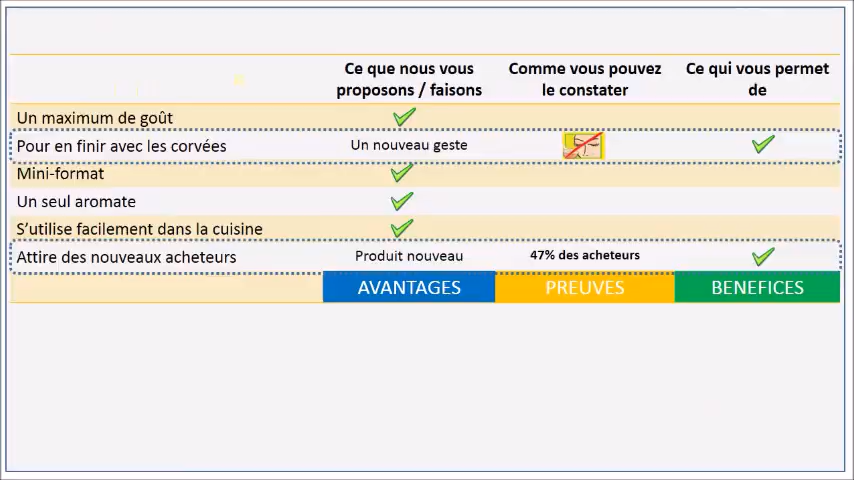 Ce que nous vous proposons / faisons
Comme vous pouvez le constater
Ce qui vous permet de
Un maximum de goût
Pour en finir avec les corvées
Un nouveau geste
Mini-format
Un seul aromate
S'utilise facilement dans la cuisine
Attire des nouveaux acheteurs
Produit nouveau
47% des acheteurs
AVANTAGES
PREUVES
BENEFICES